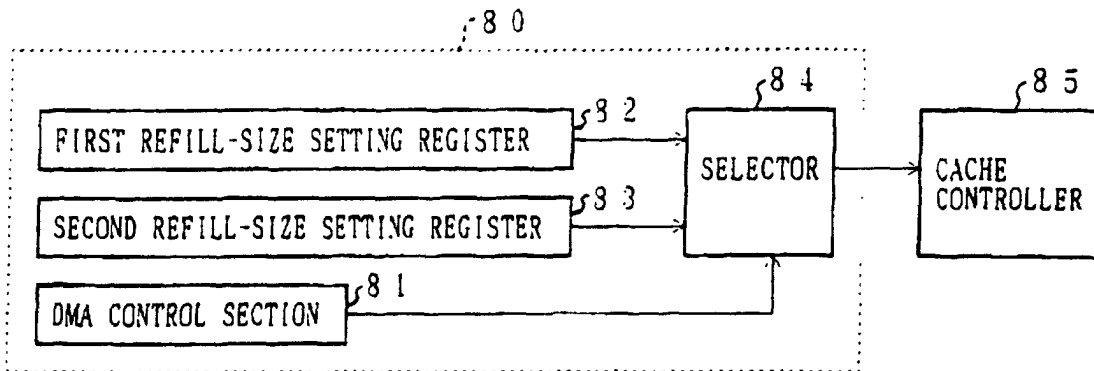 80
84
85
82
FIRST REFILL-SIZE SETTING REGISTER
SELECTOR
CACHE
CONTROLLER
83
SECOND REFILL-SIZE SETTING REGISTER
81
DMA CONTROL SECTION